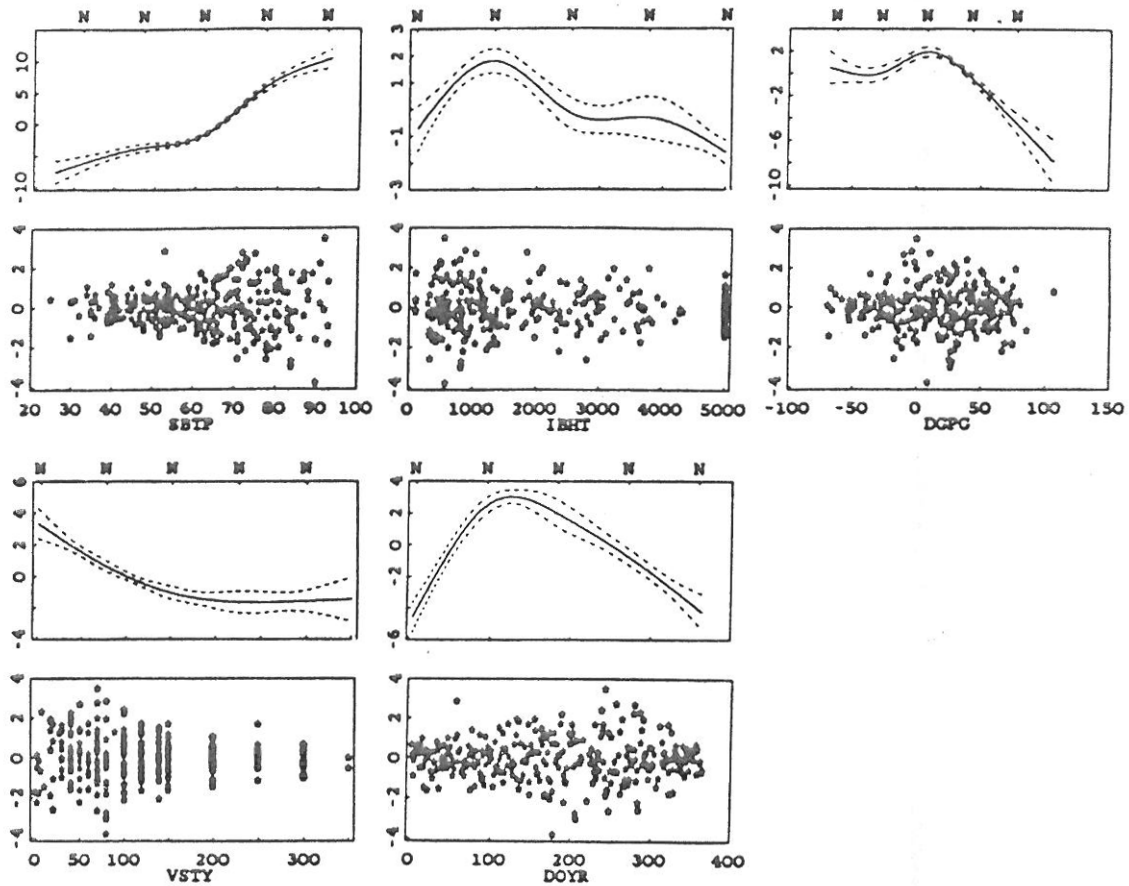 N N N N N
N N N N N
N N N N N
-10 0 5 10
-3 -1 1 2 3
-10 -6 -2 2
-4 -2 0 2 4
-4 -2 0 2 4
-4 -2 0 2 4
20 30 40 50 60 70 80 90 100
0 1000 2000 3000 4000 5000
-100 -50 0 50 100 150
SBTP
IBHT
DGPG
N N N N N
N N N N N
-4 0 2 4 6
-6 -2 0 2 4
-4 -2 0 2 4
-4 -2 0 2 4
0 100 200 300
0 100 200 300 400
VSTY
DOYR